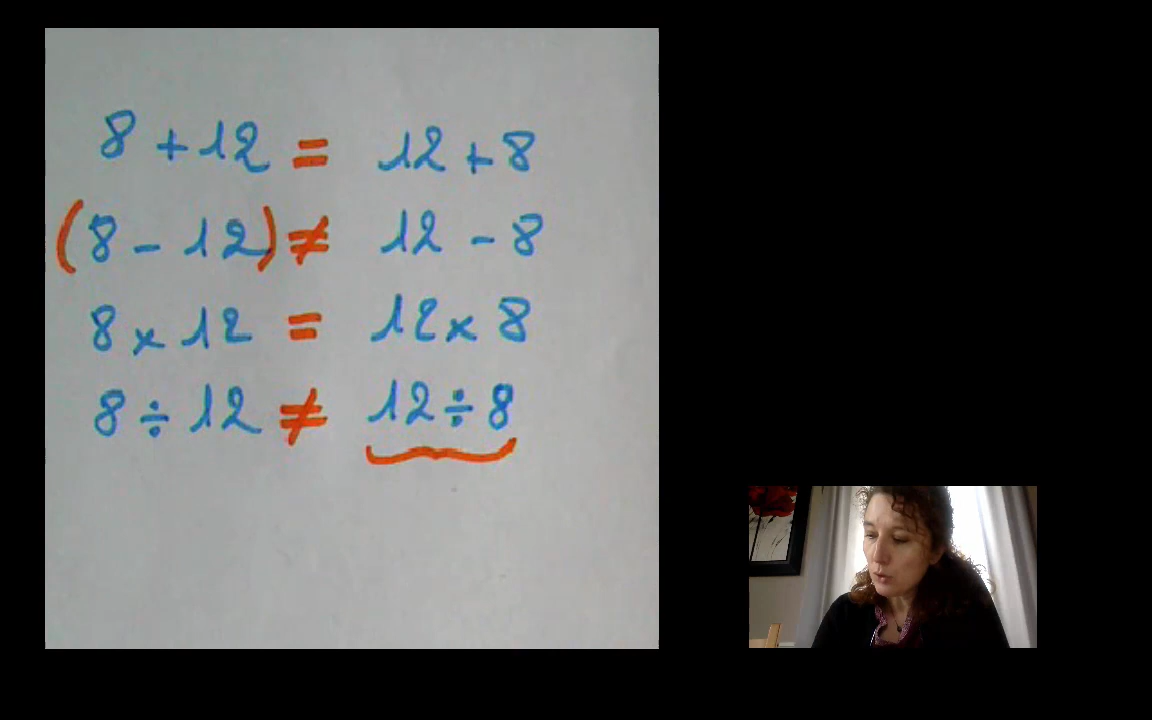 8 + 12 = 12 + 8
(8 - 12) ≠ 12 - 8
8 x 12 = 12 x 8
8 ÷ 12 ≠ 12 ÷ 8